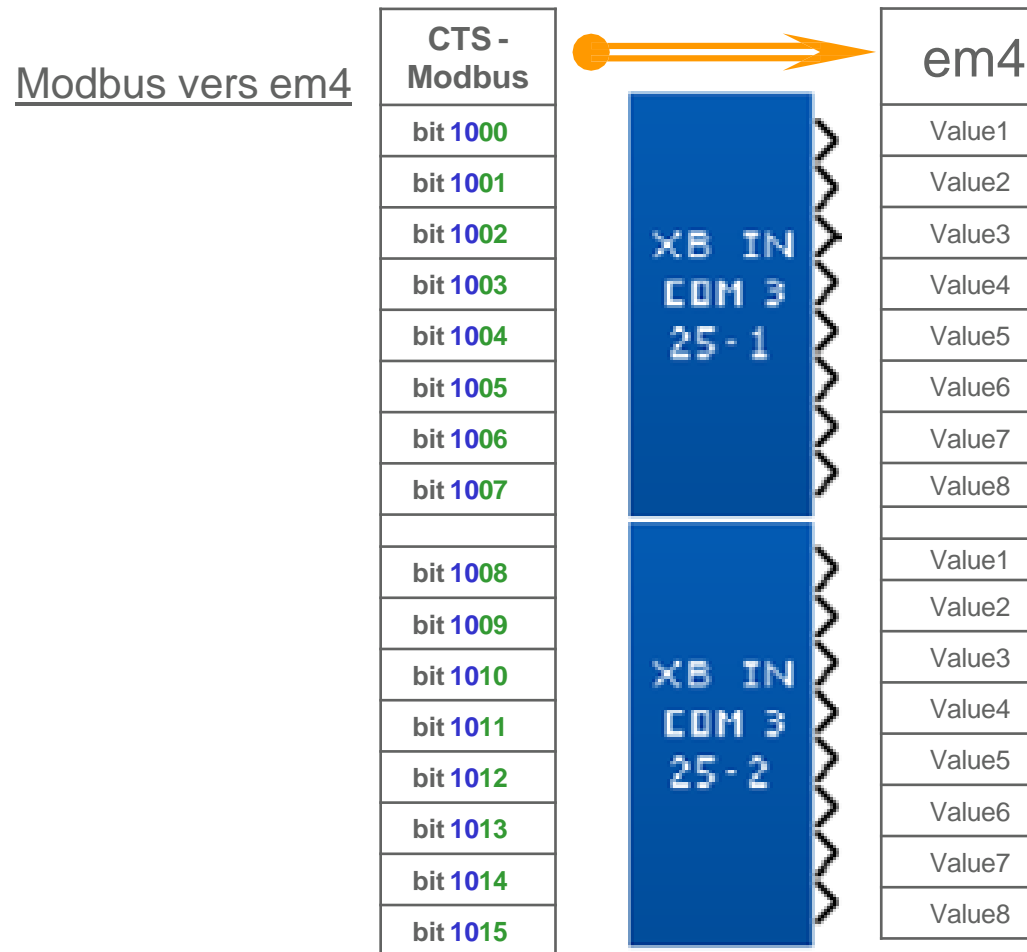 Modbus vers em4
CTS -
Modbus
em4
bit 1000
bit 1001
bit 1002
bit 1003
bit 1004
bit 1005
bit 1006
bit 1007
bit 1008
bit 1009
bit 1010
bit 1011
bit 1012
bit 1013
bit 1014
bit 1015
XB IN
COM 3
25-1
XB IN
COM 3
25-2
Value1
Value2
Value3
Value4
Value5
Value6
Value7
Value8
Value1
Value2
Value3
Value4
Value5
Value6
Value7
Value8